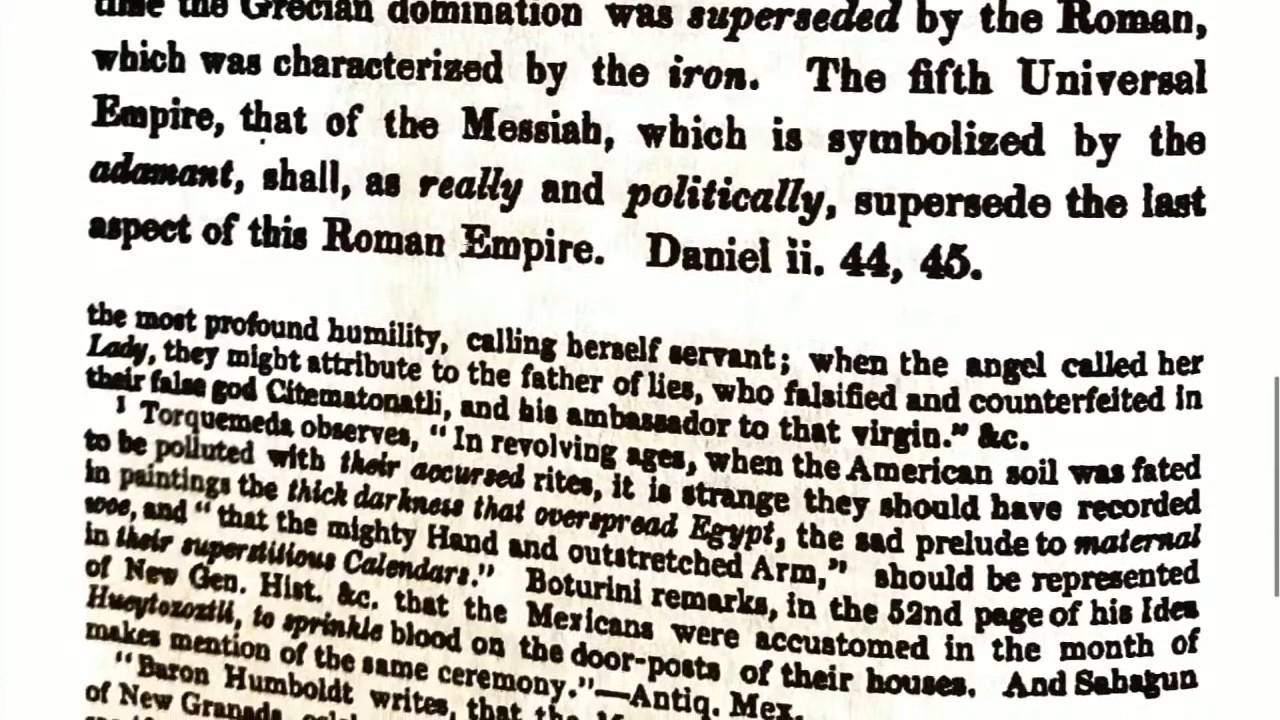 time the Grecian domination was superseded by the Roman,
which was characterized by the iron. The fifth Universal
Empire, that of the Messiah, which is symbolized by the
adamant, shall, as really and politically, supersede the last
aspect of this Roman Empire. Daniel ii. 44, 45.
the most profound humility, calling herself servant; when the angel called her
Lady, they might attribute to the father of lies, who falsified and counterfeited in
their false god Citematonatli, and his ambassador to that virgin." &c.
¹ Torquemeda observes, "In revolving ages, when the American soil was fated
to be polluted with their accursed rites, it is strange they should have recorded
in paintings the thick darkness that overspread Egypt, the sad prelude to maternal
woe, and "that the mighty Hand and outstretched Arm," should be represented
in their superstitious Calendars." Boturini remarks, in the 52nd page of his Idea
of New Gen. Hist. &c. that the Mexicans were accustomed in the month of
Hueytozoztli, to sprinkle blood on the door-posts of their houses. And Sahagun
makes mention of the same ceremony."—Antiq. Mex.
"Baron Humboldt writes, that the
of New Granada,